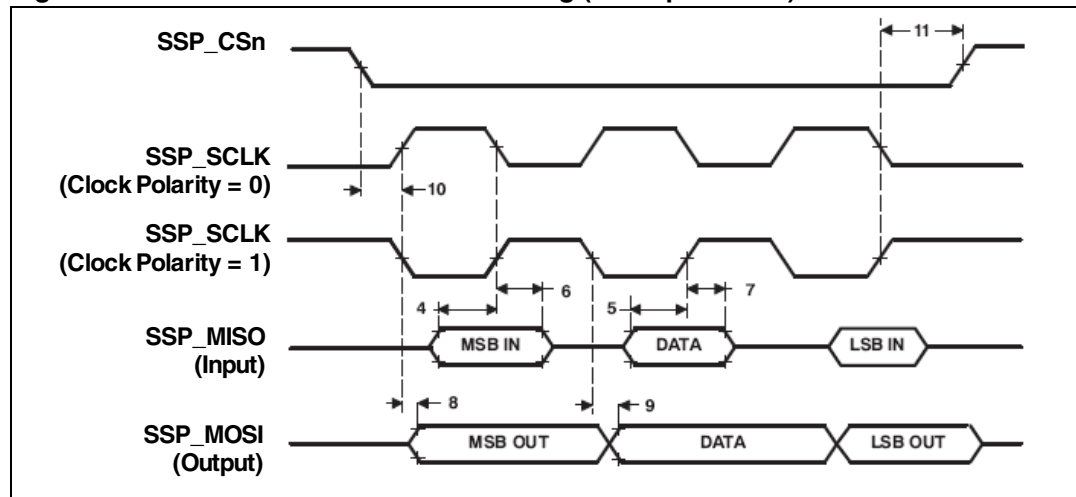 SSP_CSn
11
SSP_SCLK
(Clock Polarity = 0)
10
SSP_SCLK
(Clock Polarity = 1)
4
6
5
7
SSP_MISO
(Input)
MSB IN
DATA
LSB IN
8
9
SSP_MOSI
(Output)
MSB OUT
DATA
LSB OUT